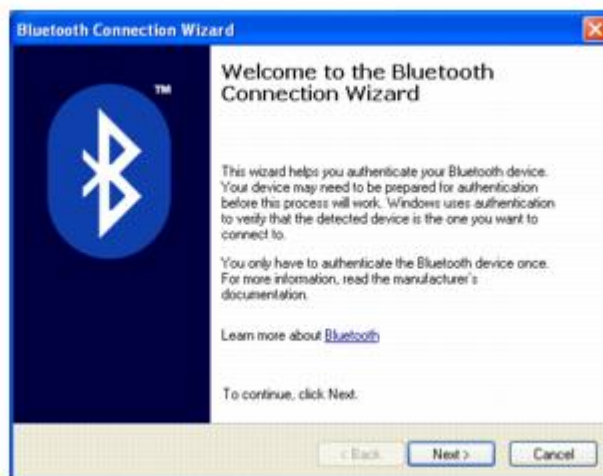 Bluetooth Connection Wizard
TM
Welcome to the Bluetooth
Connection Wizard
This wizard helps you authenticate your Bluetooth device.
Your device may need to be prepared for authentication
before this process will work. Windows uses authentication
to verify that the detected device is the one you want to
connect to.
You only have to authenticate the Bluetooth device once.
For more information, read the manufacturer's
documentation.
Learn more about Bluetooth
To continue, click Next.
< Back Next > Cancel